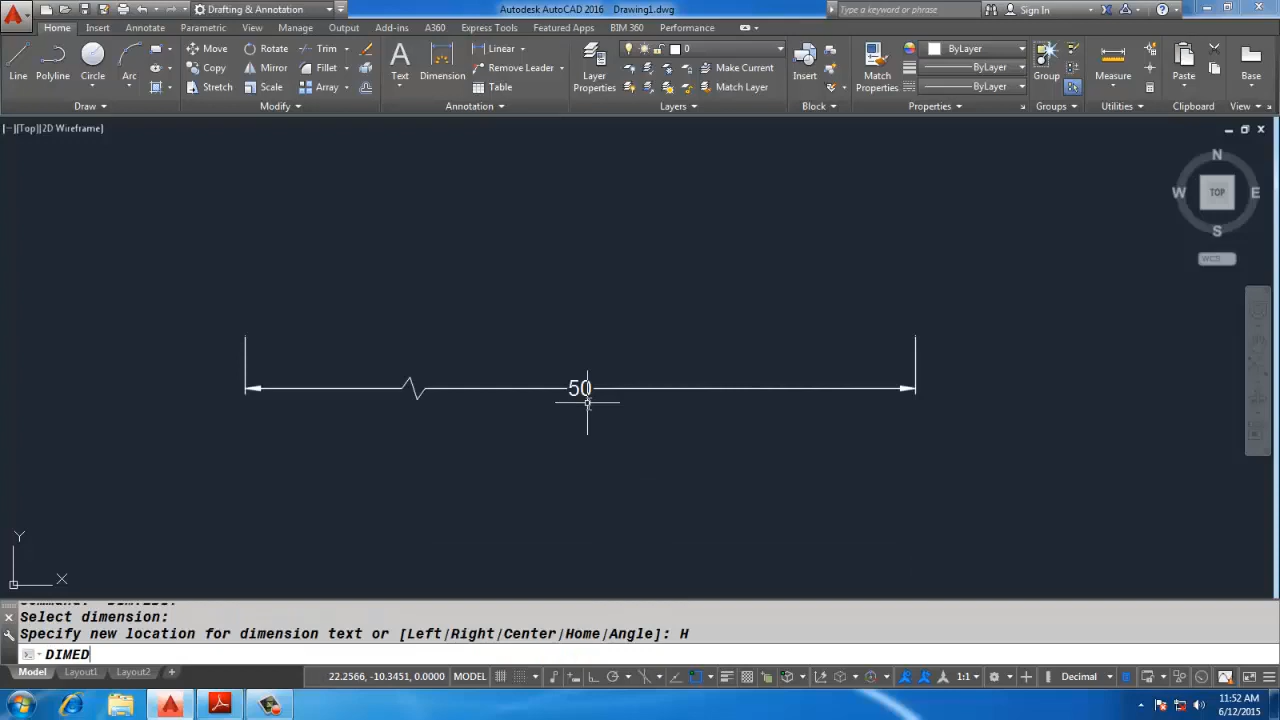 Drafting & Annotation
Autodesk AutoCAD 2016 Drawing1.dwg
Type a keyword or phrase
Sign In
Home Insert Annotate Parametric View Manage Output Add-ins A360 Express Tools Featured Apps BIM 360 Performance
Line Polyline Circle Arc
Move Rotate Trim
Copy Mirror Fillet
Stretch Scale Array
Text Dimension
Linear
Remove Leader
Table
Layer Properties
0
Make Current
Match Layer
Insert
Match Properties
ByLayer
ByLayer
ByLayer
Group Measure Paste Base
Draw Modify Annotation Layers Block Properties Groups Utilities Clipboard View
[−][Top][2D Wireframe]
N
W TOP E
S
WCS
50
Y
X
Select dimension:
Specify new location for dimension text or [Left/Right/Center/Home/Angle]: H
DIMED
Model Layout1 Layout2 +
22.2566, -10.3451, 0.0000 MODEL
1:1
Decimal
11:52 AM
6/12/2015